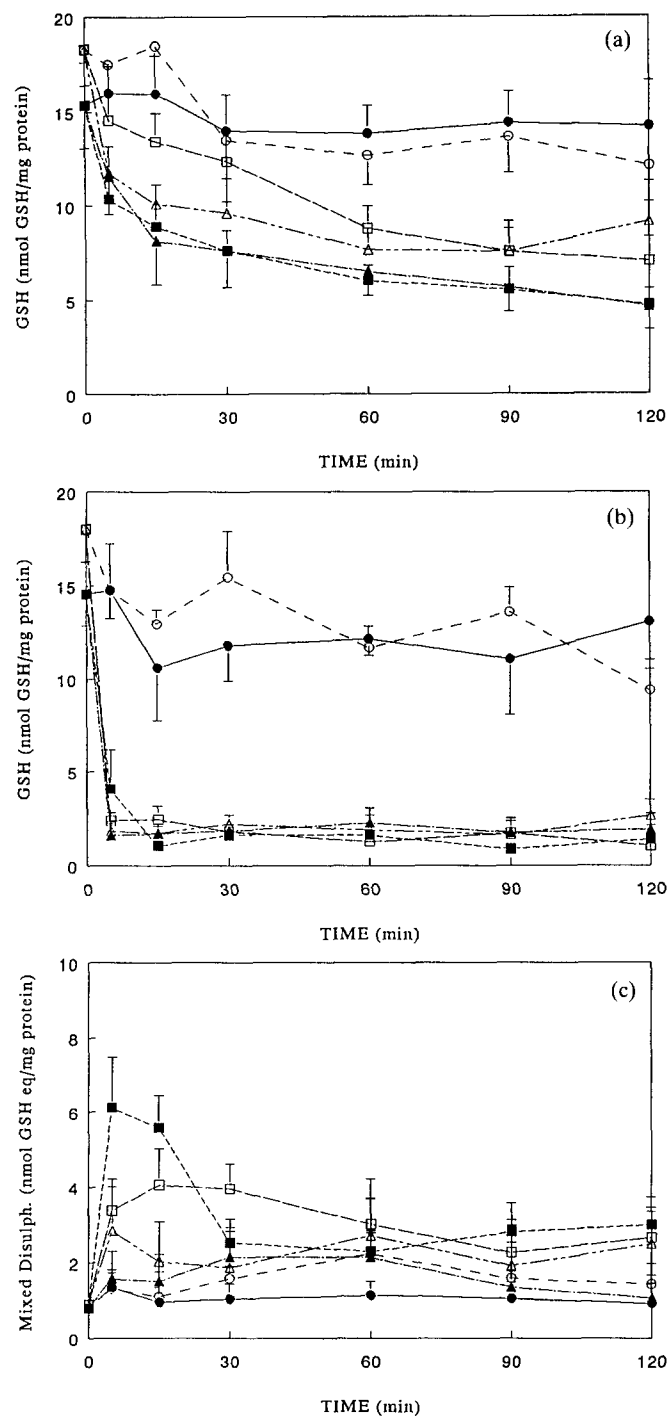 (a)
20
15
10
5
0
GSH (nmol GSH/mg protein)
0 30 60 90 120
TIME (min)
(b)
20
15
10
5
0
GSH (nmol GSH/mg protein)
0 30 60 90 120
TIME (min)
(c)
10
8
6
4
2
0
Mixed Disulph. (nmol GSH eq/mg protein)
0 30 60 90 120
TIME (min)